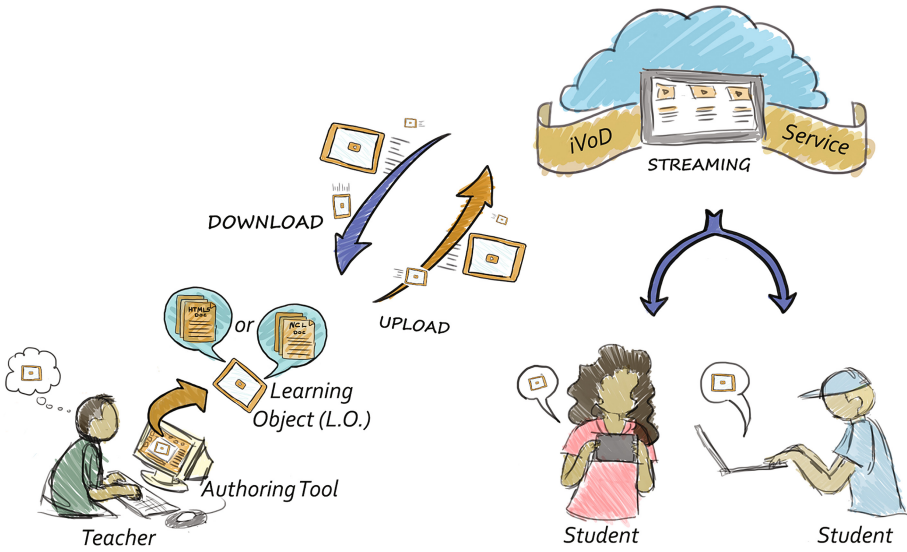 iVoD
Service
STREAMING
DOWNLOAD
UPLOAD
HTML5
DOC
or
NCL
DOC
Learning
Object (L.O.)
Authoring Tool
Teacher
Student
Student